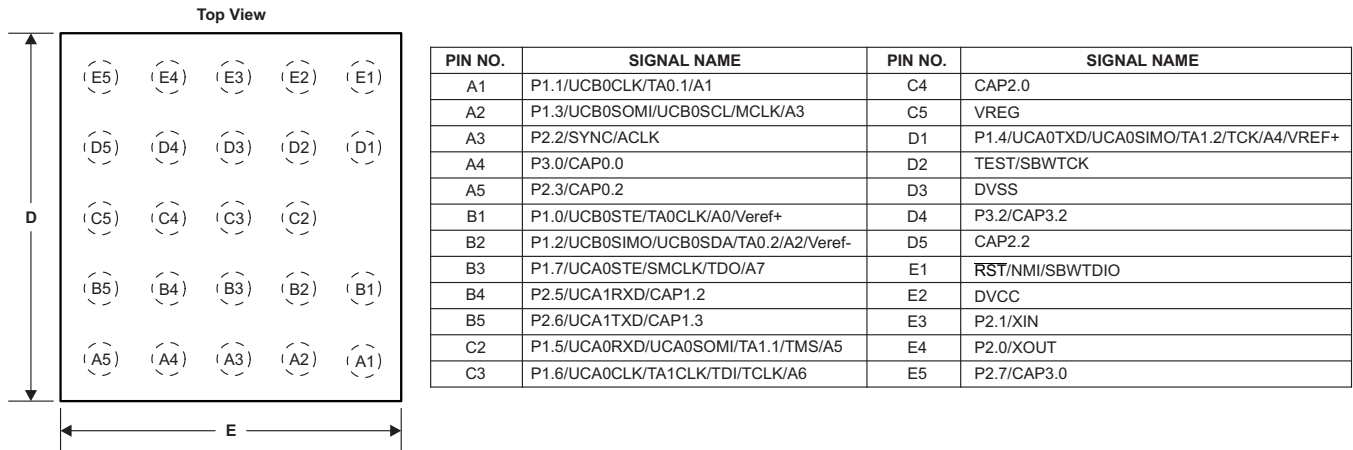 Top View
E5 E4 E3 E2 E1
D5 D4 D3 D2 D1
D
C5 C4 C3 C2
B5 B4 B3 B2 B1
A5 A4 A3 A2 A1
E
PIN NO. SIGNAL NAME PIN NO. SIGNAL NAME
A1 P1.1/UCB0CLK/TA0.1/A1 C4 CAP2.0
A2 P1.3/UCB0SOMI/UCB0SCL/MCLK/A3 C5 VREG
A3 P2.2/SYNC/ACLK D1 P1.4/UCA0TXD/UCA0SIMO/TA1.2/TCK/A4/VREF+
A4 P3.0/CAP0.0 D2 TEST/SBWTCK
A5 P2.3/CAP0.2 D3 DVSS
B1 P1.0/UCB0STE/TA0CLK/A0/Veref+ D4 P3.2/CAP3.2
B2 P1.2/UCB0SIMO/UCB0SDA/TA0.2/A2/Veref- D5 CAP2.2
B3 P1.7/UCA0STE/SMCLK/TDO/A7 E1 RST/NMI/SBWTDIO
B4 P2.5/UCA1RXD/CAP1.2 E2 DVCC
B5 P2.6/UCA1TXD/CAP1.3 E3 P2.1/XIN
C2 P1.5/UCA0RXD/UCA0SOMI/TA1.1/TMS/A5 E4 P2.0/XOUT
C3 P1.6/UCA0CLK/TA1CLK/TDI/TCLK/A6 E5 P2.7/CAP3.0